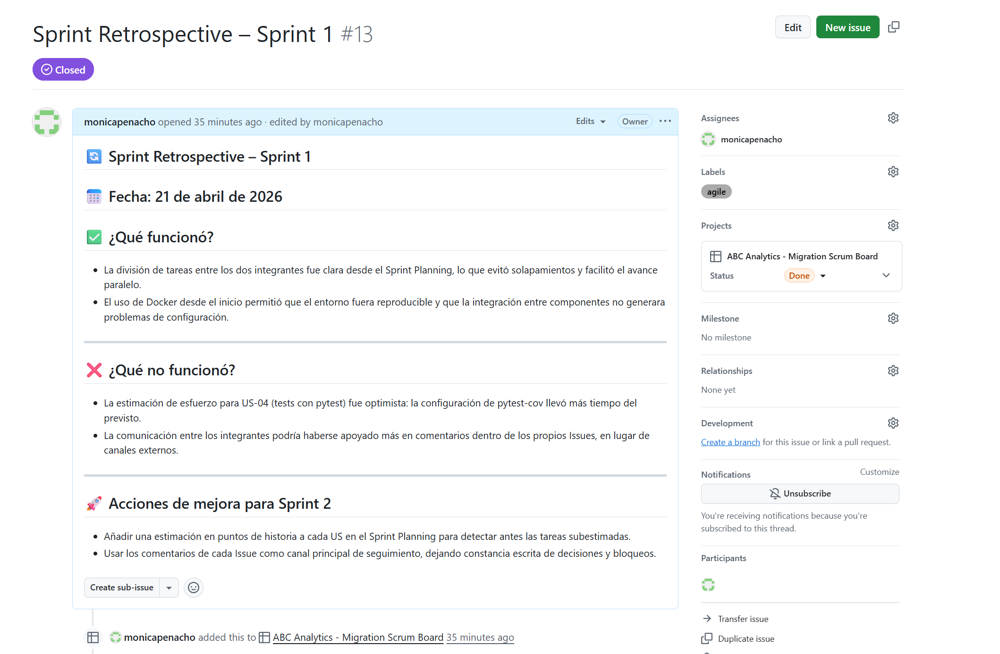 Sprint Retrospective – Sprint 1 #13
Edit
New issue
Closed
monicapenacho opened 35 minutes ago · edited by monicapenacho
Edits
Owner
Sprint Retrospective – Sprint 1
Fecha: 21 de abril de 2026
¿Qué funcionó?
La división de tareas entre los dos integrantes fue clara desde el Sprint Planning, lo que evitó solapamientos y facilitó el avance
paralelo.
El uso de Docker desde el inicio permitió que el entorno fuera reproducible y que la integración entre componentes no generara
problemas de configuración.
¿Qué no funcionó?
La estimación de esfuerzo para US-04 (tests con pytest) fue optimista: la configuración de pytest-cov llevó más tiempo del
previsto.
La comunicación entre los integrantes podría haberse apoyado más en comentarios dentro de los propios Issues, en lugar de
canales externos.
Acciones de mejora para Sprint 2
Añadir una estimación en puntos de historia a cada US en el Sprint Planning para detectar antes las tareas subestimadas.
Usar los comentarios de cada Issue como canal principal de seguimiento, dejando constancia escrita de decisiones y bloqueos.
Create sub-issue
monicapenacho added this to ABC Analytics - Migration Scrum Board 35 minutes ago
Assignees
monicapenacho
Labels
agile
Projects
ABC Analytics - Migration Scrum Board
Status Done
Milestone
No milestone
Relationships
None yet
Development
Create a branch for this issue or link a pull request.
Notifications
Customize
Unsubscribe
You're receiving notifications because you're
subscribed to this thread.
Participants
Transfer issue
Duplicate issue